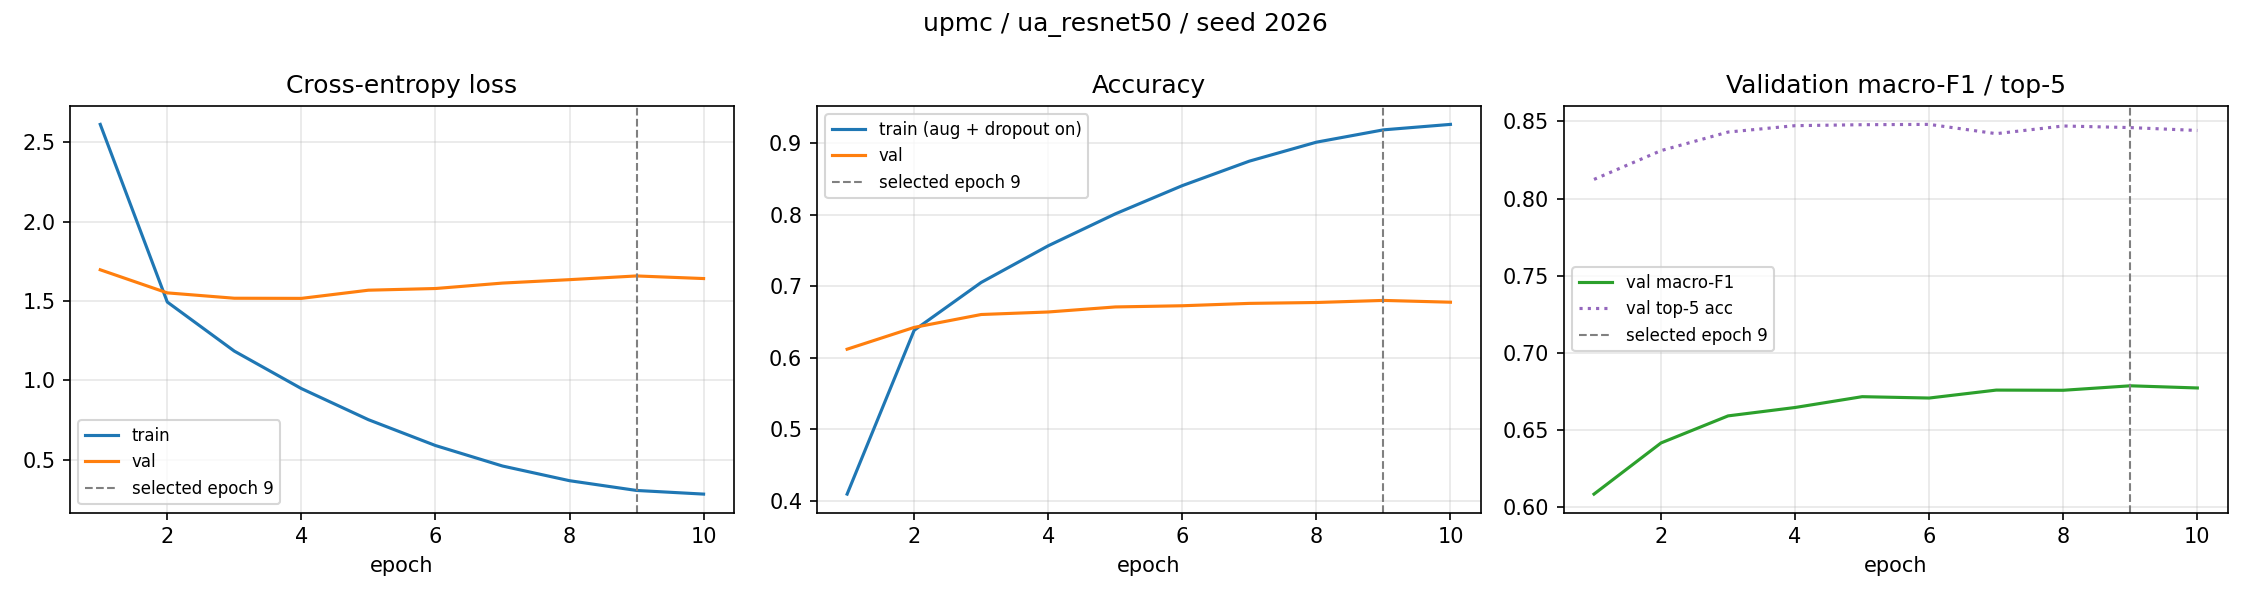 upmc / ua_resnet50 / seed 2026
Cross-entropy loss
2.5
2.0
1.5
1.0
0.5
train
val
selected epoch 9
2 4 6 8 10
epoch
Accuracy
0.9
0.8
0.7
0.6
0.5
0.4
train (aug + dropout on)
val
selected epoch 9
2 4 6 8 10
epoch
Validation macro-F1 / top-5
0.85
0.80
0.75
0.70
0.65
0.60
val macro-F1
val top-5 acc
selected epoch 9
2 4 6 8 10
epoch